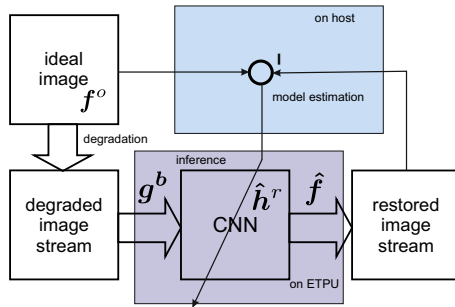 on host
ideal
image
f^o
l
model estimation
degradation
inference
g^b
ĥ^r
f̂
degraded
image
stream
CNN
restored
image
stream
on ETPU